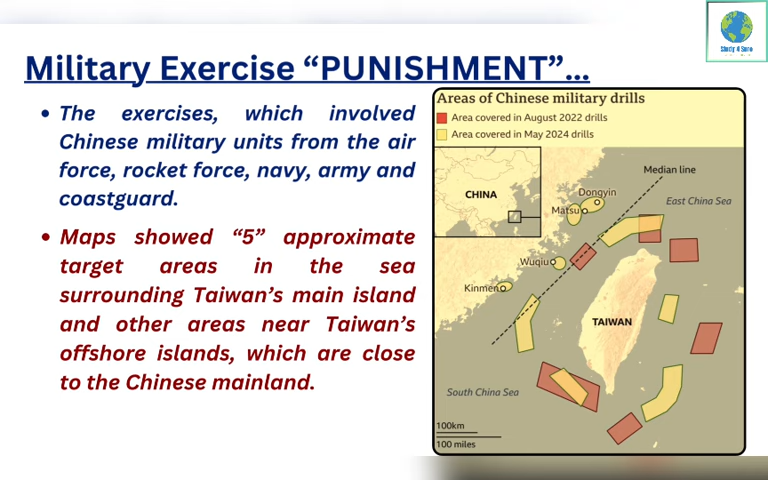 Study 4 Sure
Military Exercise “PUNISHMENT”...
• The exercises, which involved
Chinese military units from the air
force, rocket force, navy, army and
coastguard.
• Maps showed “5” approximate
target areas in the sea
surrounding Taiwan’s main island
and other areas near Taiwan’s
offshore islands, which are close
to the Chinese mainland.
Areas of Chinese military drills
Area covered in August 2022 drills
Area covered in May 2024 drills
Median line
CHINA
Dongyin
East China Sea
Matsu
Wuqiu
Kinmen
TAIWAN
South China Sea
100km
100 miles